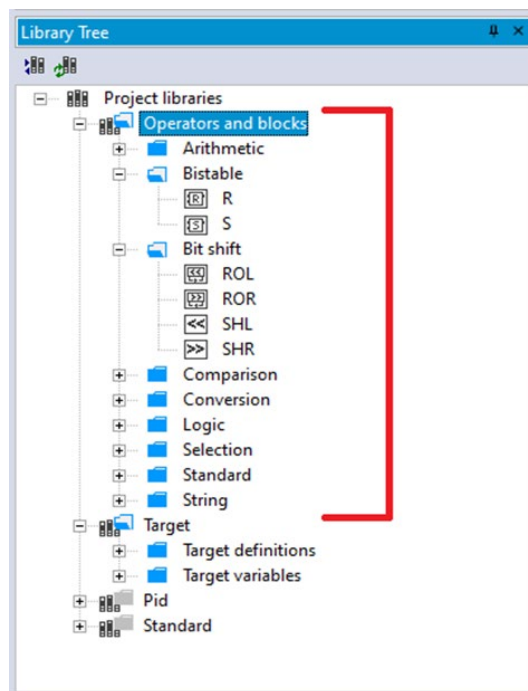 Library Tree
Project libraries
Operators and blocks
Arithmetic
Bistable
R
S
Bit shift
ROL
ROR
SHL
SHR
Comparison
Conversion
Logic
Selection
Standard
String
Target
Target definitions
Target variables
Pid
Standard